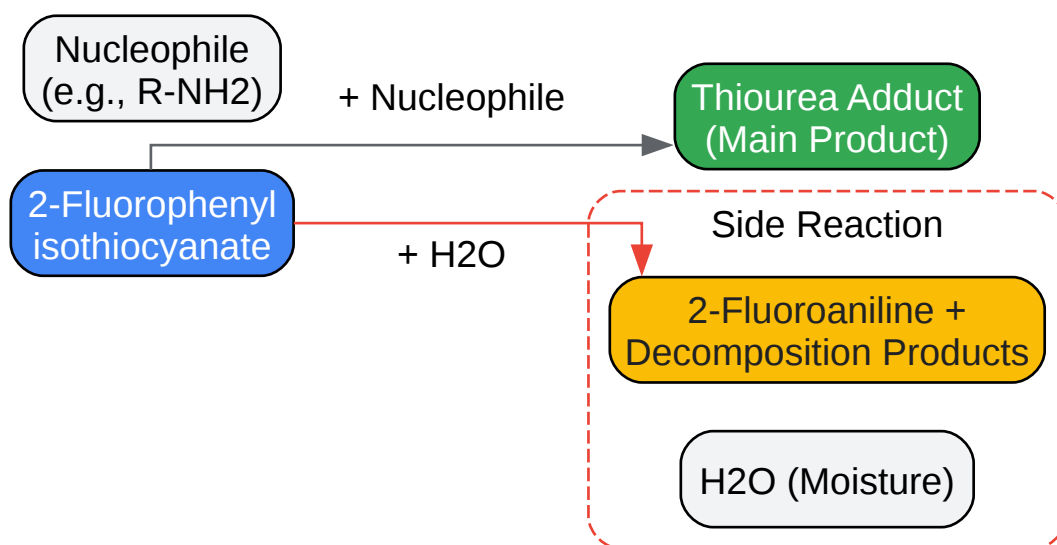 Nucleophile
(e.g., R-NH2)
+ Nucleophile
Thiourea Adduct
(Main Product)
2-Fluorophenyl
isothiocyanate
+ H2O
Side Reaction
2-Fluoroaniline +
Decomposition Products
H2O (Moisture)